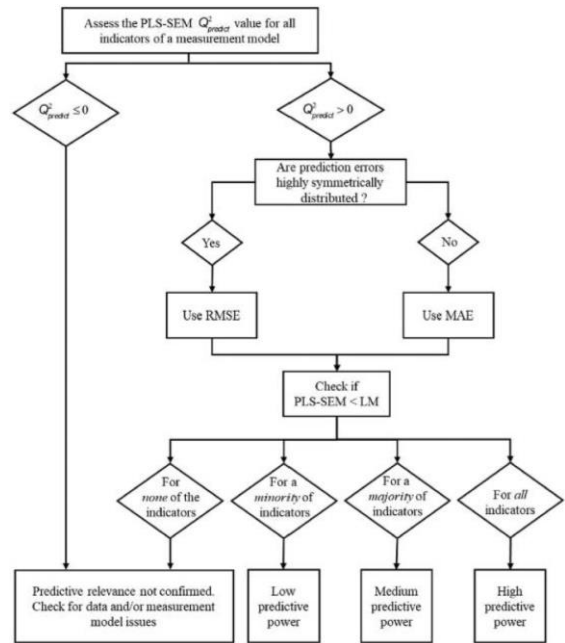 Assess the PLS-SEM Q²predict value for all
indicators of a measurement model
Q²predict ≤ 0
Q²predict > 0
Are prediction errors
highly symmetrically
distributed ?
Yes
No
Use RMSE
Use MAE
Check if
PLS-SEM < LM
For
none of the
indicators
For a
minority of
indicators
For a
majority of
indicators
For all
indicators
Predictive relevance not confirmed.
Check for data and/or measurement
model issues
Low
predictive
power
Medium
predictive
power
High
predictive
power